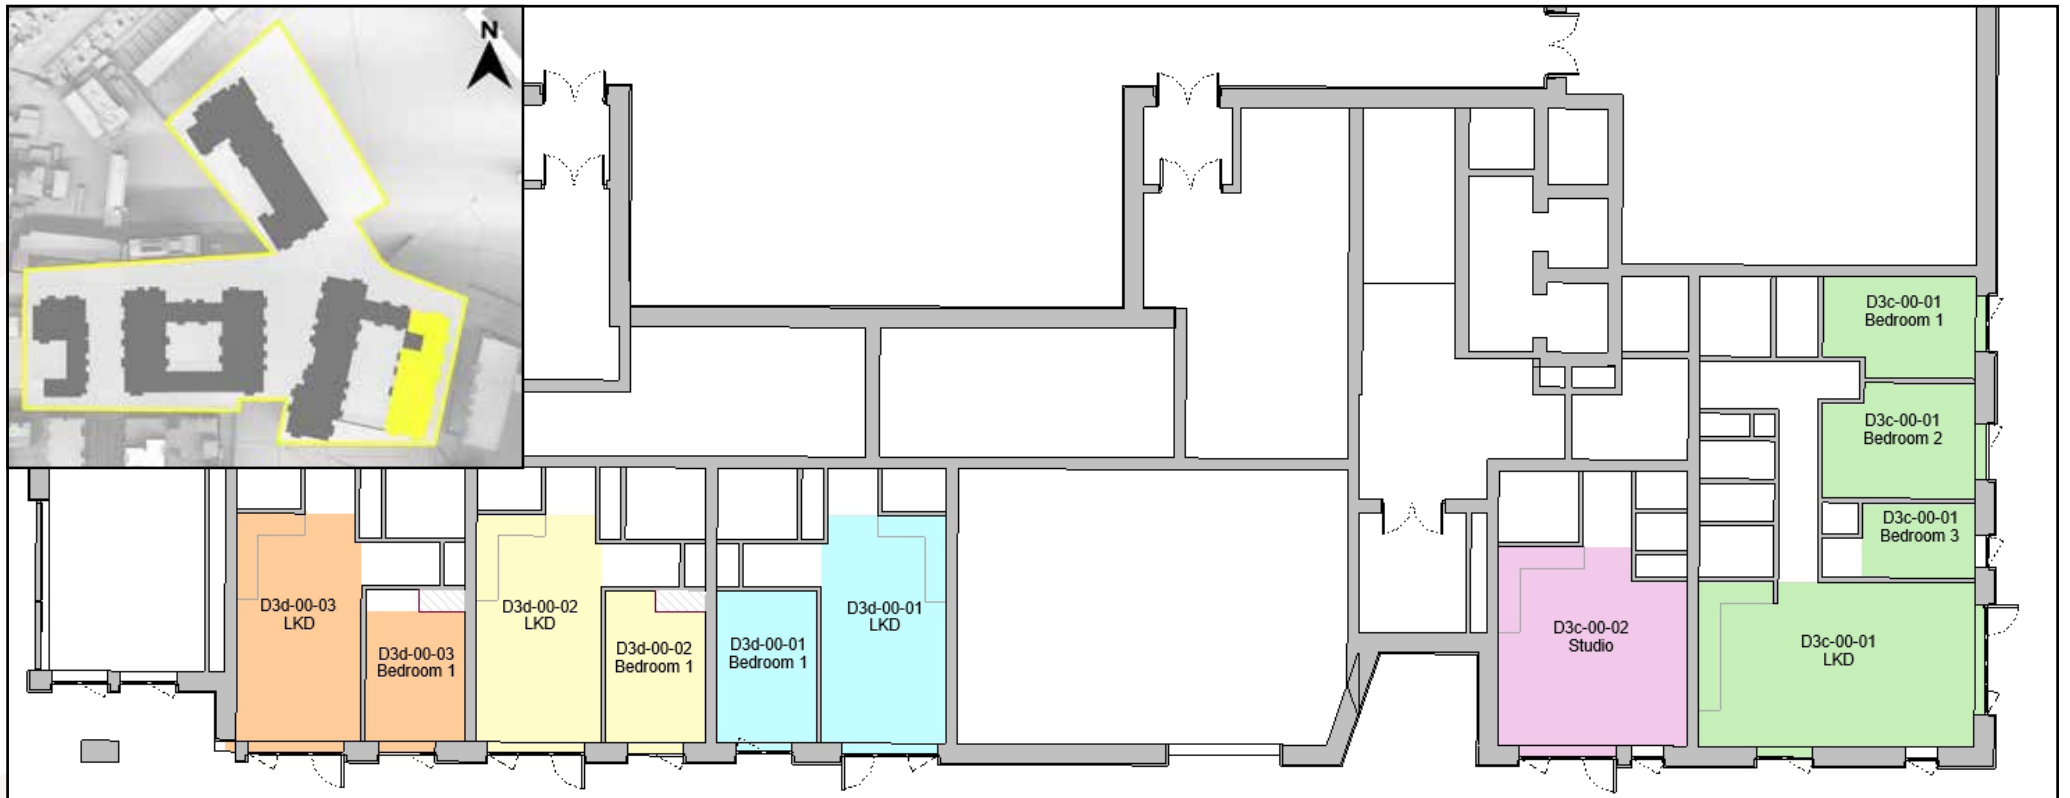 N
D3c-00-01
Bedroom 1
D3c-00-01
Bedroom 2
D3c-00-01
Bedroom 3
D3d-00-03
LKD
D3d-00-03
Bedroom 1
D3d-00-02
LKD
D3d-00-02
Bedroom 1
D3d-00-01
Bedroom 1
D3d-00-01
LKD
D3c-00-02
Studio
D3c-00-01
LKD